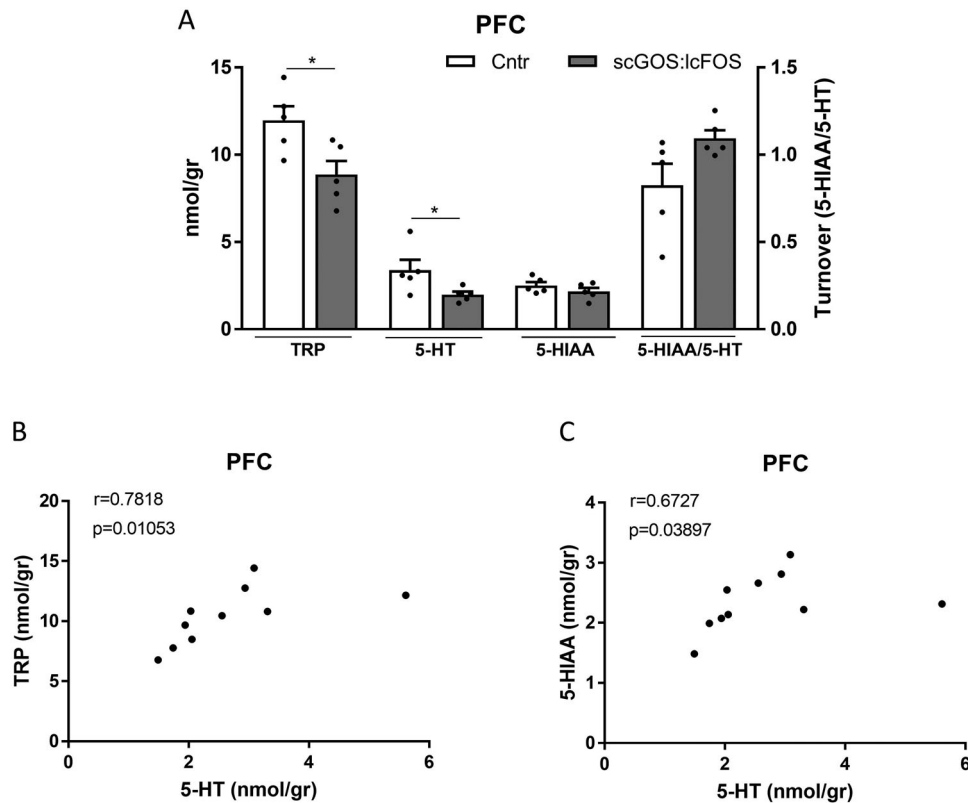 A
PFC
Cntr
scGOS:lcFOS
15
10
5
0
nmol/gr
*
*
1.5
1.0
0.5
0.0
Turnover (5-HIAA/5-HT)
TRP
5-HT
5-HIAA
5-HIAA/5-HT
B
PFC
r=0.7818
p=0.01053
20
15
10
5
0
TRP (nmol/gr)
0
2
4
6
5-HT (nmol/gr)
C
PFC
r=0.6727
p=0.03897
4
3
2
1
0
5-HIAA (nmol/gr)
0
2
4
6
5-HT (nmol/gr)